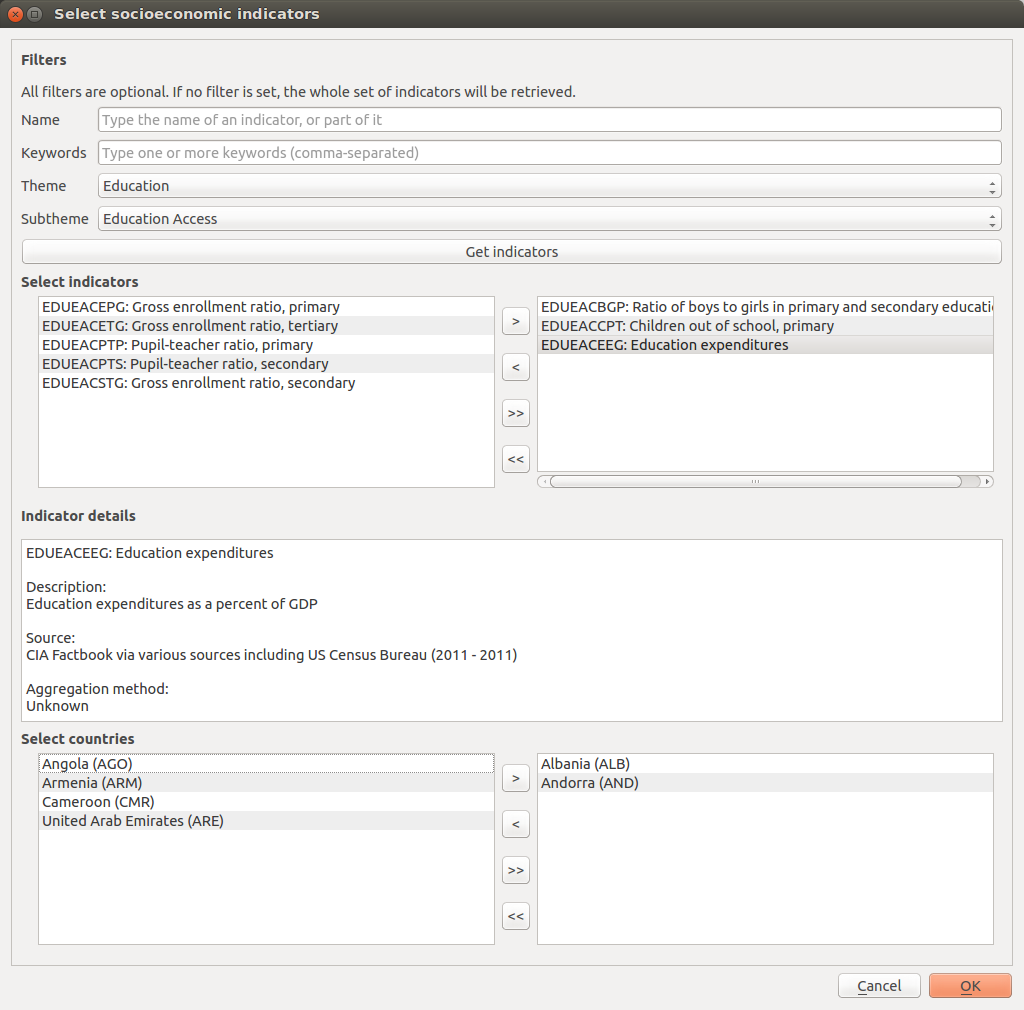 Select socioeconomic indicators
Filters
All filters are optional. If no filter is set, the whole set of indicators will be retrieved.
Name Type the name of an indicator, or part of it
Keywords Type one or more keywords (comma-separated)
Theme Education
Subtheme Education Access
Get indicators
Select indicators
EDUEACEPG: Gross enrollment ratio, primary
EDUEACETG: Gross enrollment ratio, tertiary
EDUEACPTP: Pupil-teacher ratio, primary
EDUEACPTS: Pupil-teacher ratio, secondary
EDUEACSTG: Gross enrollment ratio, secondary
>
<
>>
<<
EDUEACBGP: Ratio of boys to girls in primary and secondary educati
EDUEACCPT: Children out of school, primary
EDUEACEEG: Education expenditures
Indicator details
EDUEACEEG: Education expenditures
Description:
Education expenditures as a percent of GDP
Source:
CIA Factbook via various sources including US Census Bureau (2011 - 2011)
Aggregation method:
Unknown
Select countries
Angola (AGO)
Armenia (ARM)
Cameroon (CMR)
United Arab Emirates (ARE)
>
<
>>
<<
Albania (ALB)
Andorra (AND)
Cancel OK